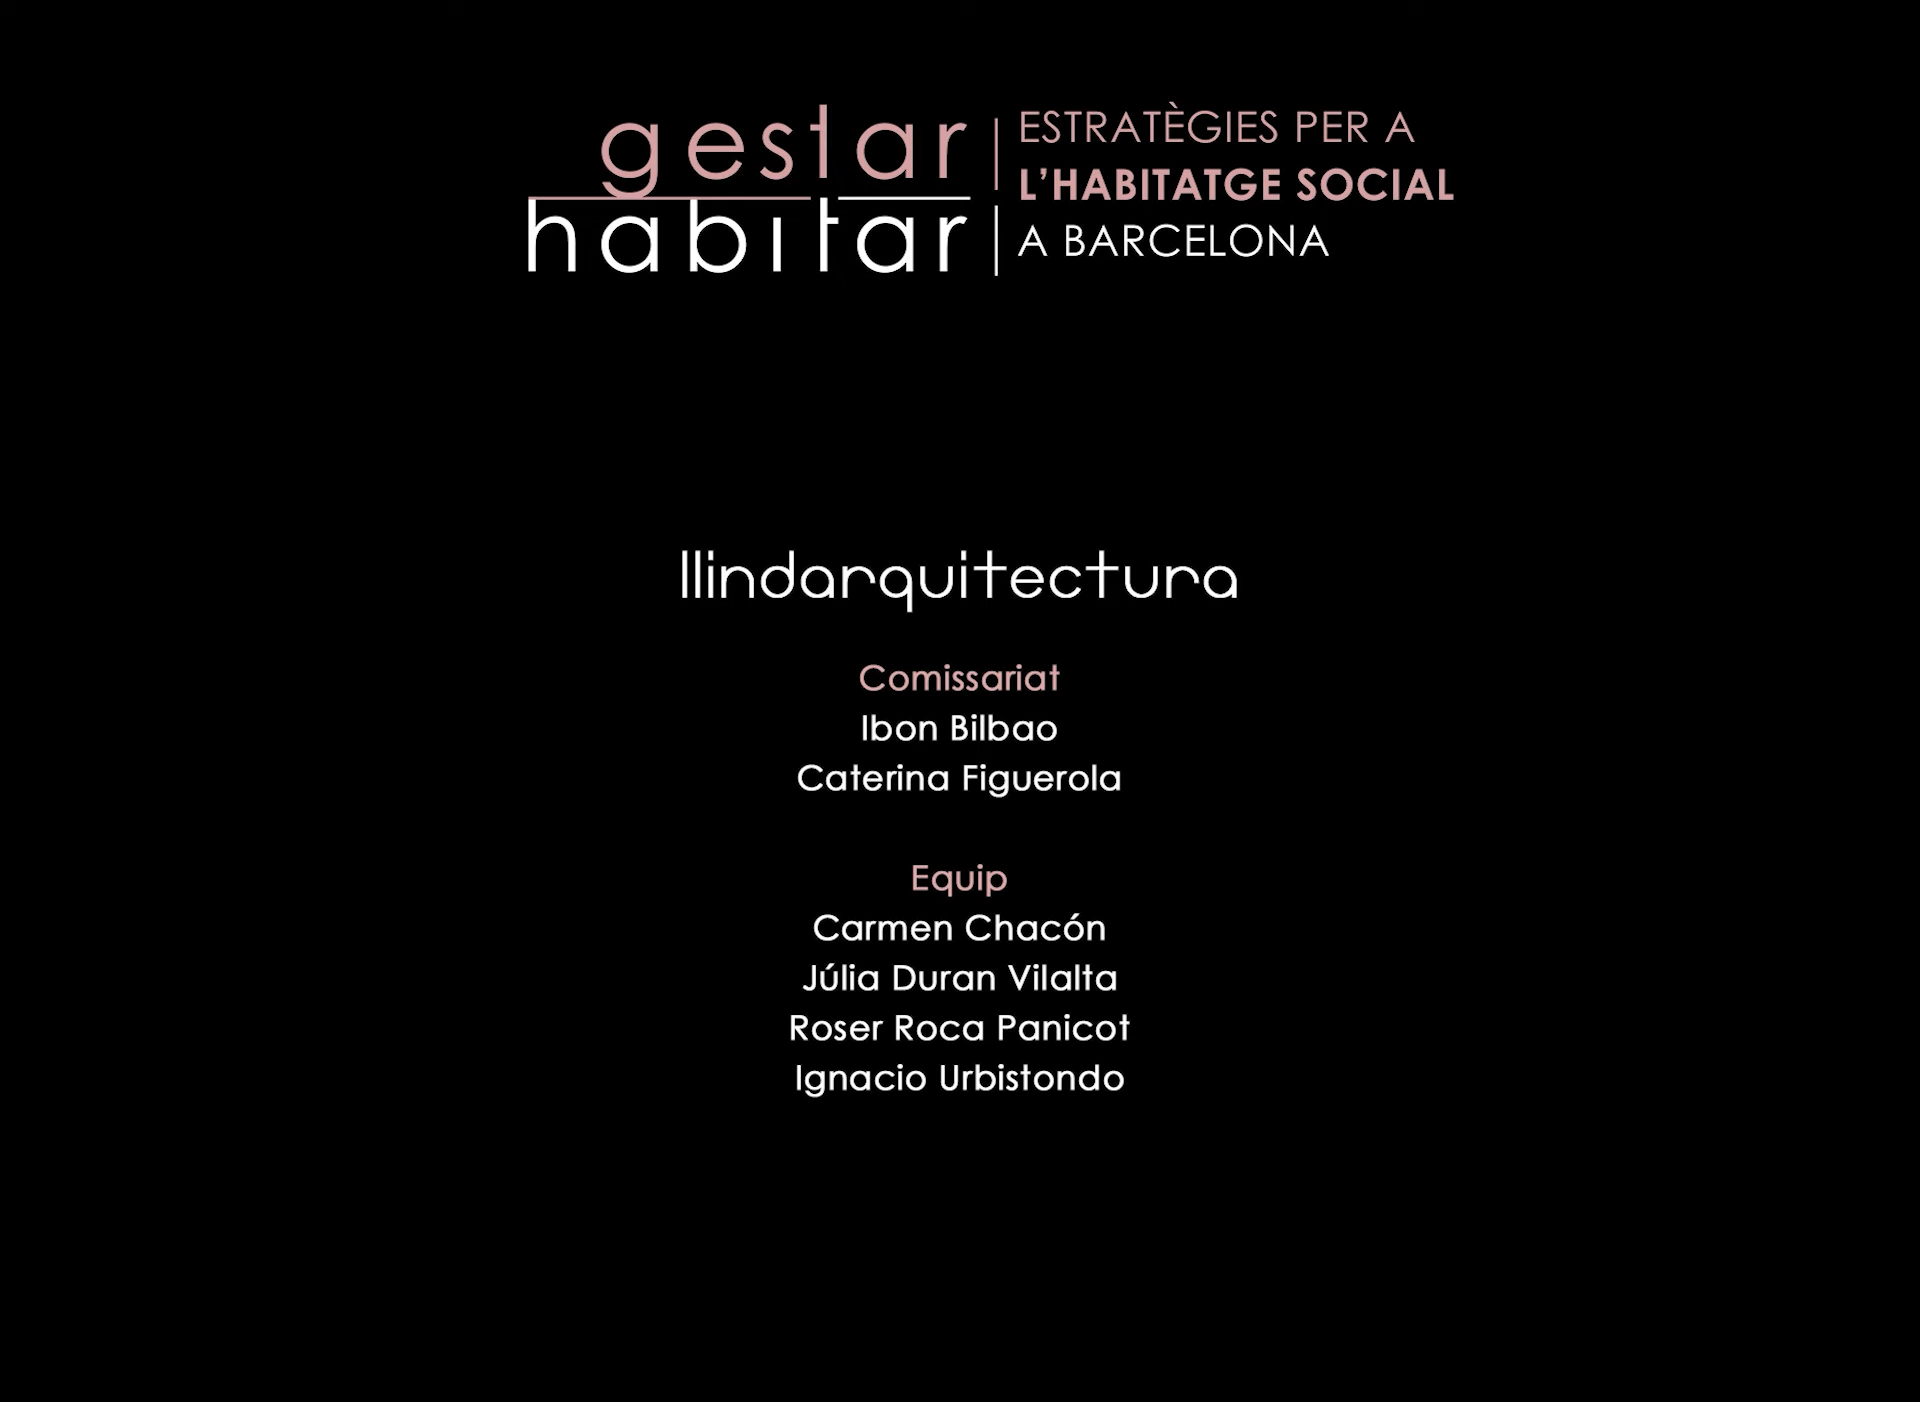 gestar
habitar
ESTRATÈGIES PER A
L’HABITATGE SOCIAL
A BARCELONA
llindarquitectura
Comissariat
Ibon Bilbao
Caterina Figuerola
Equip
Carmen Chacón
Júlia Duran Vilalta
Roser Roca Panicot
Ignacio Urbistondo